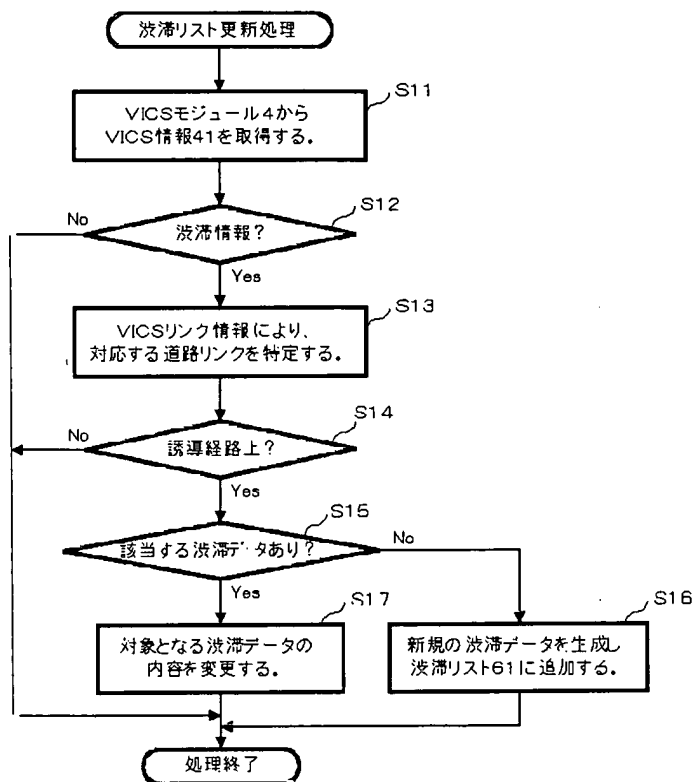 渋滞リスト更新処理
S11
VICSモジュール4から
VICS情報41を取得する。
S12
No
渋滞情報？
Yes
S13
VICSリンク情報により、
対応する道路リンクを特定する。
S14
No
誘導経路上？
Yes
S15
該当する渋滞データあり？
No
Yes
S17
S16
対象となる渋滞データの
内容を変更する。
新規の渋滞データを生成し
渋滞リスト61に追加する。
処理終了